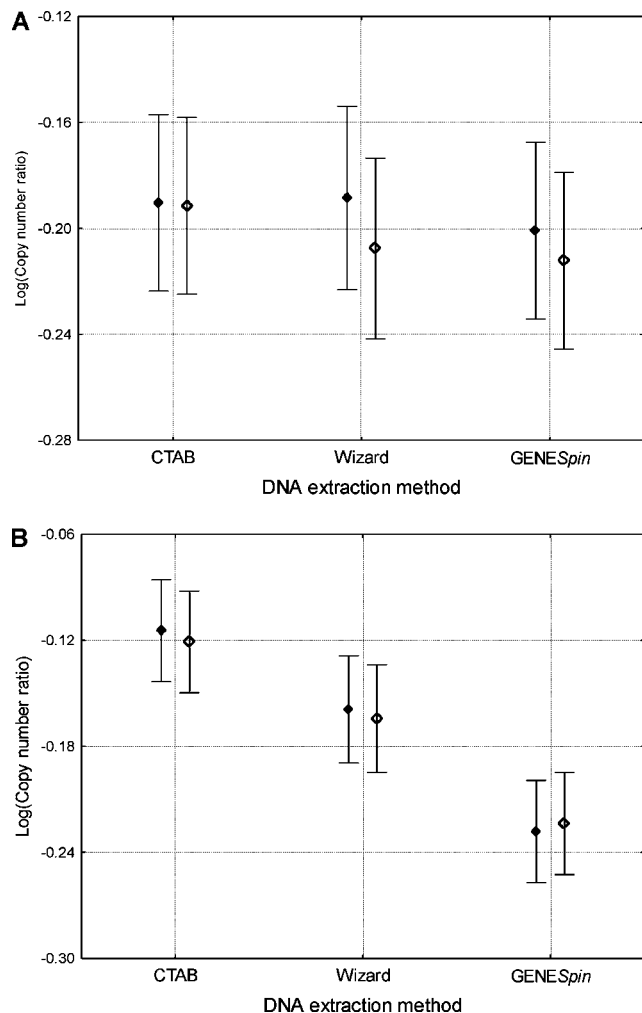 A
-0.12
-0.16
-0.20
-0.24
-0.28
Log(Copy number ratio)
CTAB Wizard GENESpin
DNA extraction method
B
-0.06
-0.12
-0.18
-0.24
-0.30
Log(Copy number ratio)
CTAB Wizard GENESpin
DNA extraction method